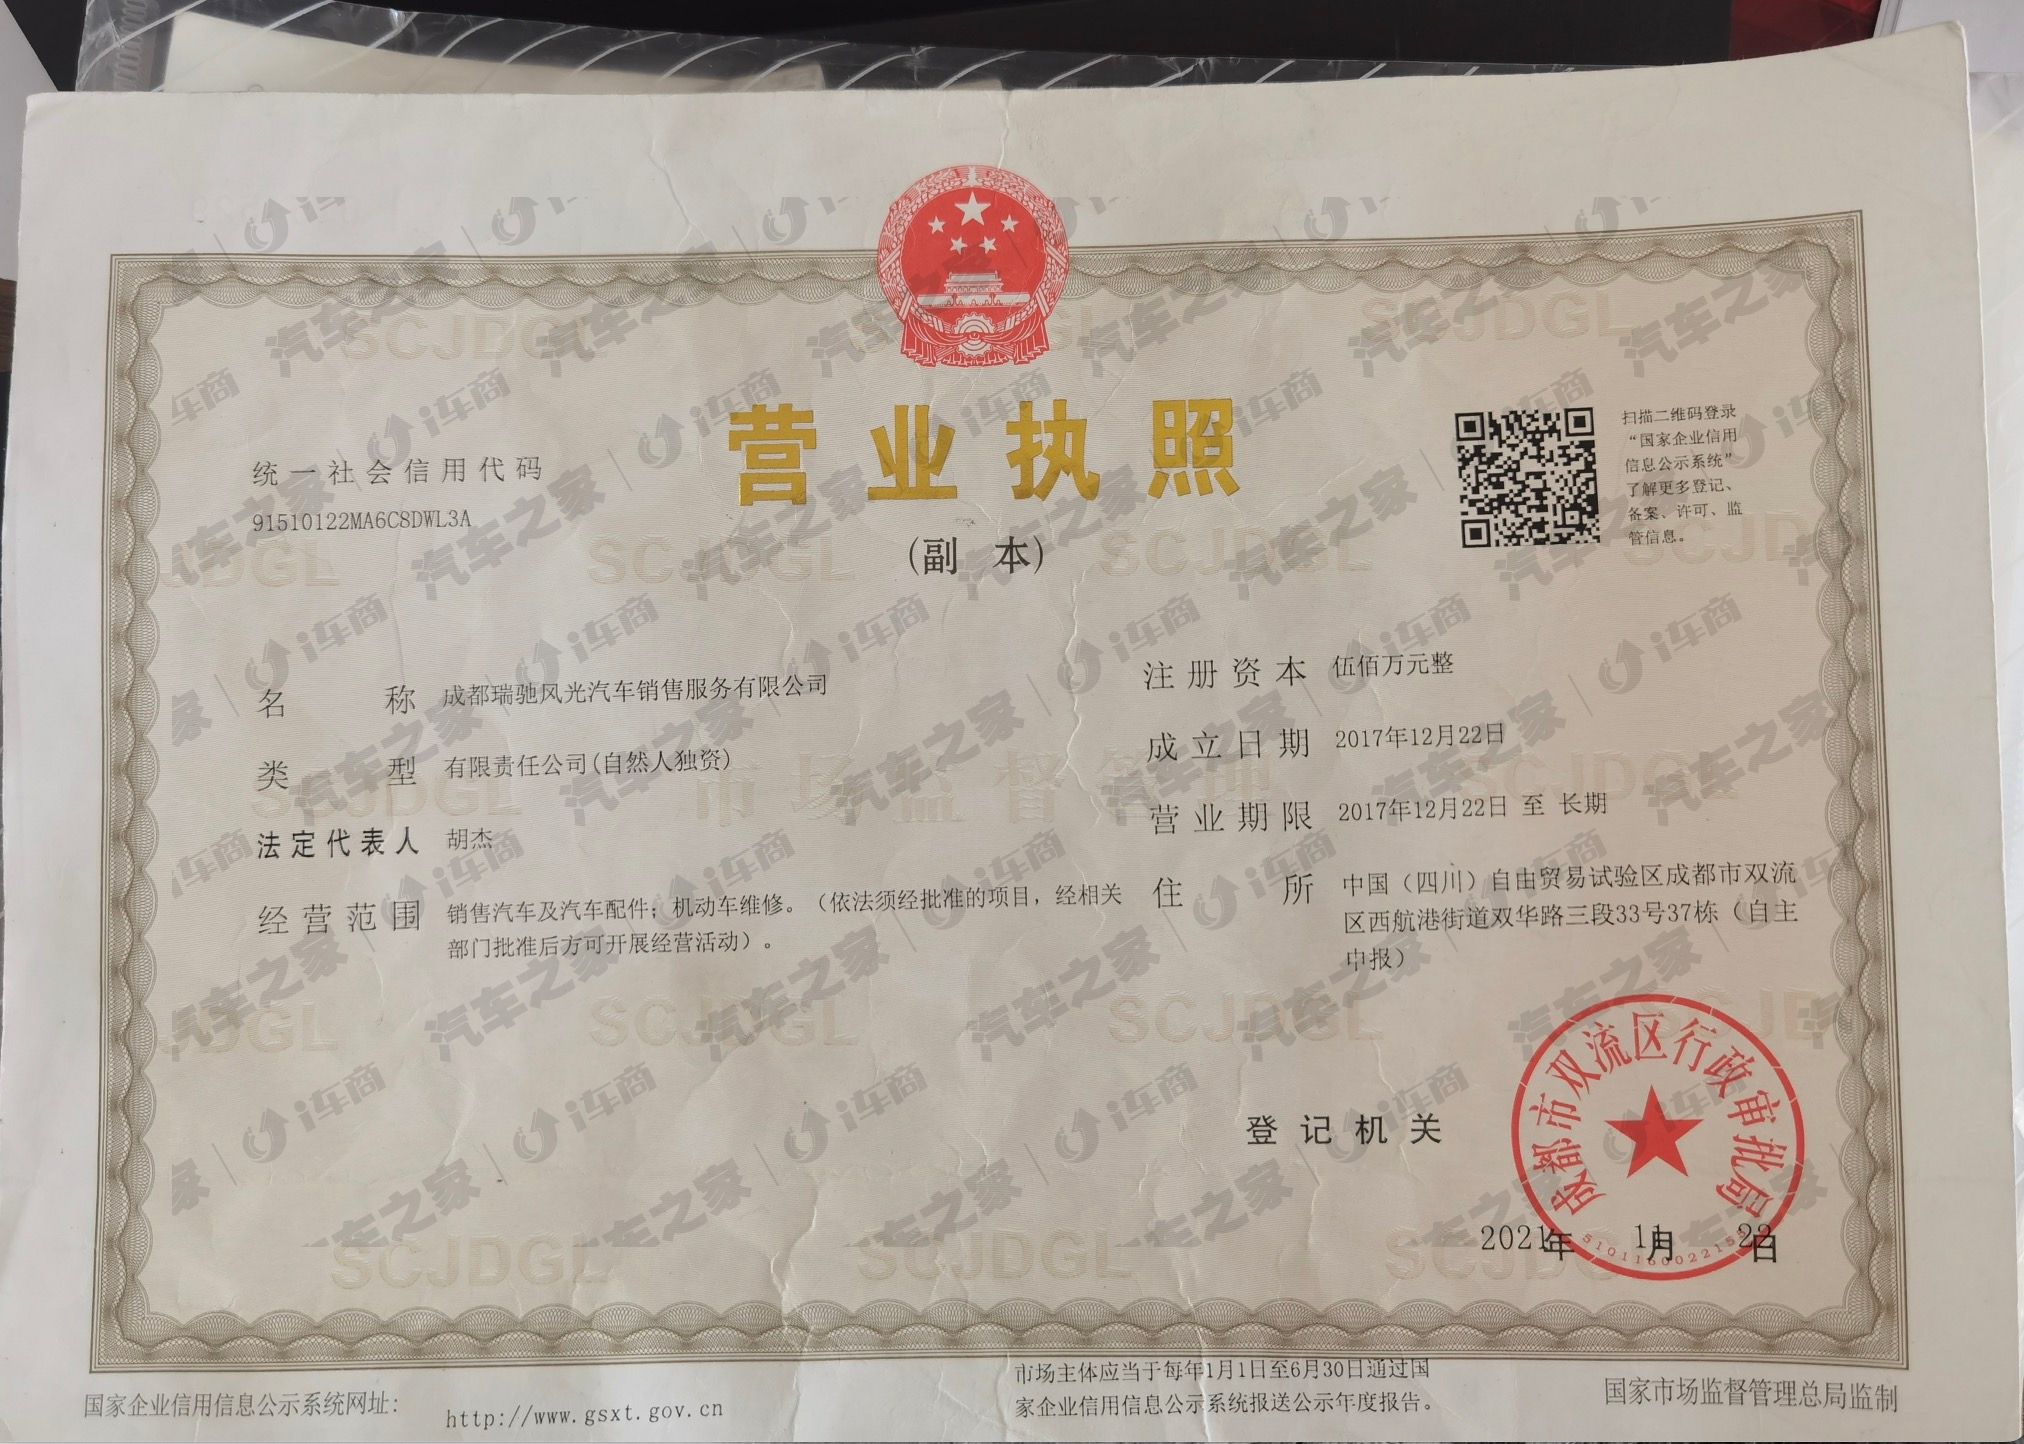 营业执照
(副 本)
统一社会信用代码
91510122MA6C8DWL3A
扫描二维码登录
“国家企业信用
信息公示系统”
了解更多登记、
备案、许可、监
管信息。
名 称 成都瑞驰风光汽车销售服务有限公司
类 型 有限责任公司(自然人独资)
法定代表人 胡杰
经营范围 销售汽车及汽车配件；机动车维修。（依法须经批准的项目，经相关
部门批准后方可开展经营活动）。
注册资本 伍佰万元整
成立日期 2017年12月22日
营业期限 2017年12月22日 至 长期
住 所 中国（四川）自由贸易试验区成都市双流
区西航港街道双华路三段33号37栋（自主
申报）
登记机关
成都市双流区行政审批局
2021年 11月 22日
国家企业信用信息公示系统网址：
http://www.gsxt.gov.cn
市场主体应当于每年1月1日至6月30日通过国
家企业信用信息公示系统报送公示年度报告。
国家市场监督管理总局监制
SCJDGL
汽车之家
i车商